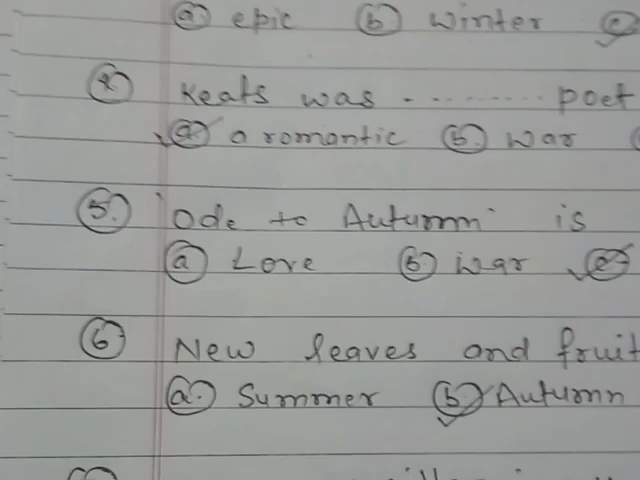 (a) epic (b) winter (c)
(4) Keats was .......... poet
(a) a romantic (b) war
(5.) 'Ode to Autumn' is
(a) Love (b) war (c)
(6) New leaves and fruit
(a.) Summer (b) Autumn